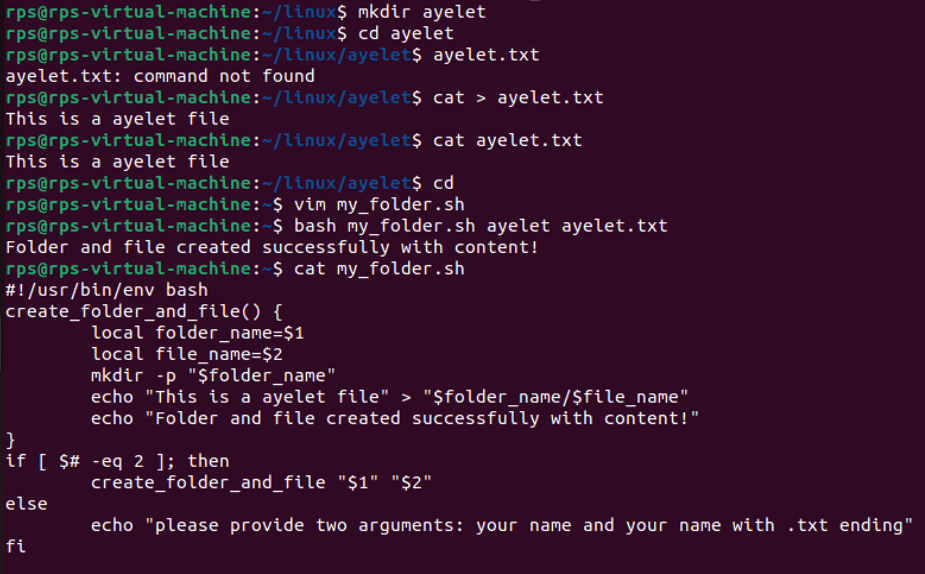 rps@rps-virtual-machine:~/linux$ mkdir ayelet
rps@rps-virtual-machine:~/linux$ cd ayelet
rps@rps-virtual-machine:~/linux/ayelet$ ayelet.txt
ayelet.txt: command not found
rps@rps-virtual-machine:~/linux/ayelet$ cat > ayelet.txt
This is a ayelet file
rps@rps-virtual-machine:~/linux/ayelet$ cat ayelet.txt
This is a ayelet file
rps@rps-virtual-machine:~/linux/ayelet$ cd
rps@rps-virtual-machine:~$ vim my_folder.sh
rps@rps-virtual-machine:~$ bash my_folder.sh ayelet ayelet.txt
Folder and file created successfully with content!
rps@rps-virtual-machine:~$ cat my_folder.sh
#!/usr/bin/env bash
create_folder_and_file() {
        local folder_name=$1
        local file_name=$2
        mkdir -p "$folder_name"
        echo "This is a ayelet file" > "$folder_name/$file_name"
        echo "Folder and file created successfully with content!"
}
if [ $# -eq 2 ]; then
        create_folder_and_file "$1" "$2"
else
        echo "please provide two arguments: your name and your name with .txt ending"
fi